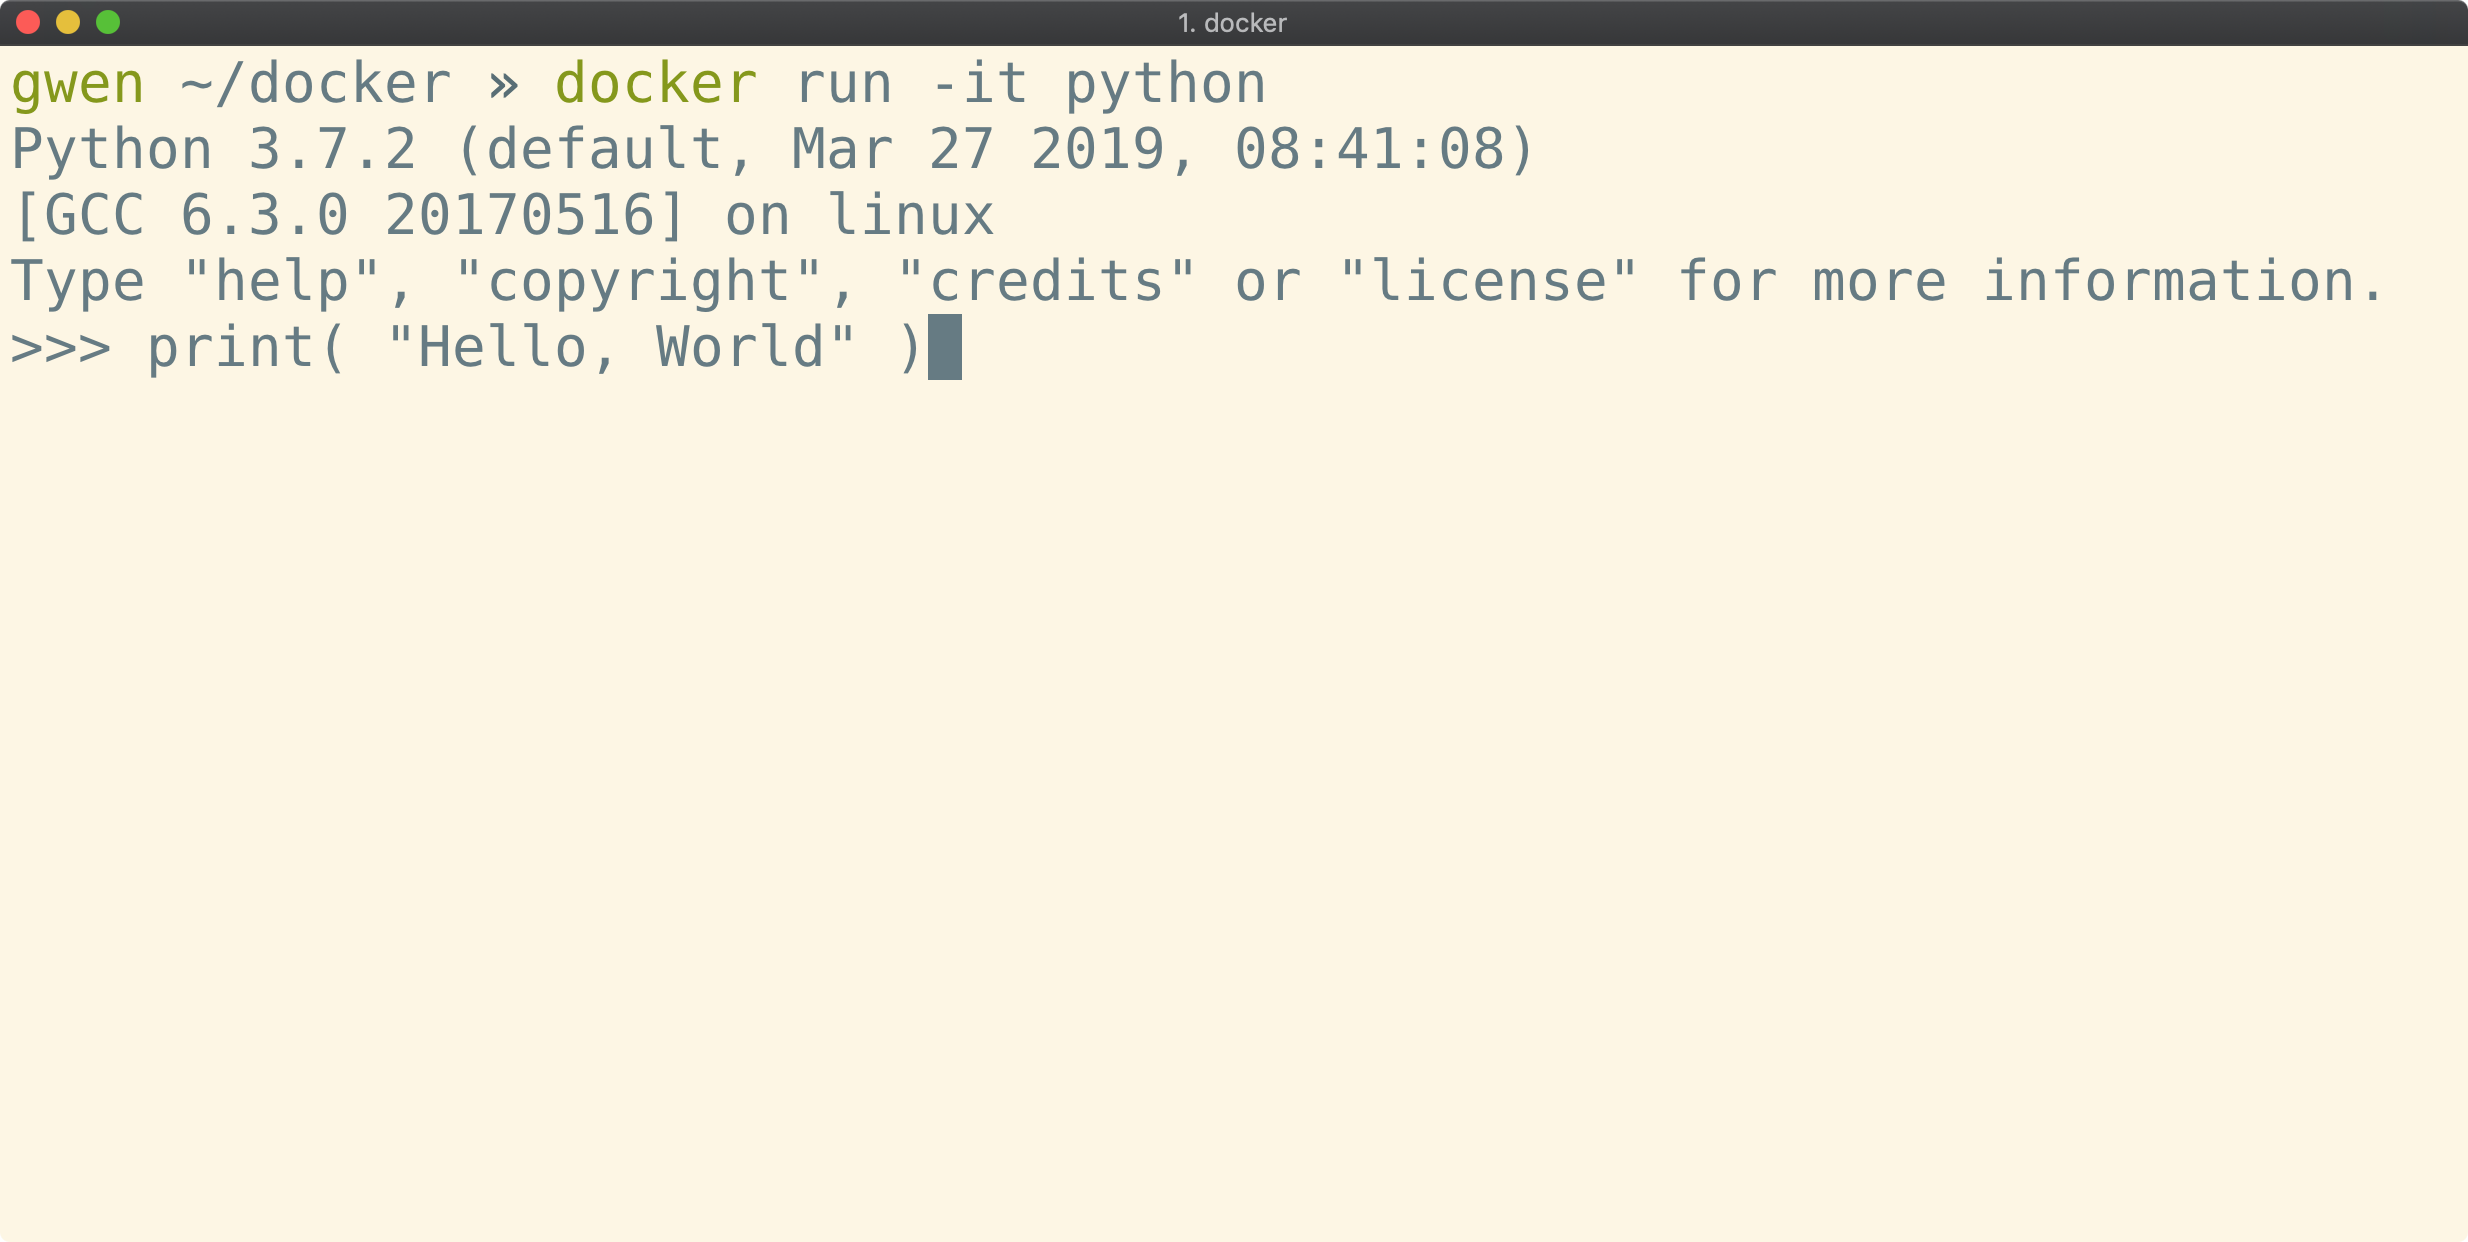 1. docker
gwen ~/docker » docker run -it python
Python 3.7.2 (default, Mar 27 2019, 08:41:08)
[GCC 6.3.0 20170516] on linux
Type "help", "copyright", "credits" or "license" for more information.
>>> print( "Hello, World" )